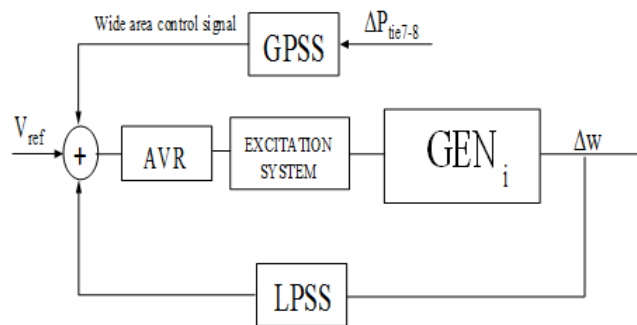 Wide area control signal
GPSS
ΔP_tie7-8
V_ref
+
AVR
EXCITATION
SYSTEM
GEN_i
Δw
LPSS